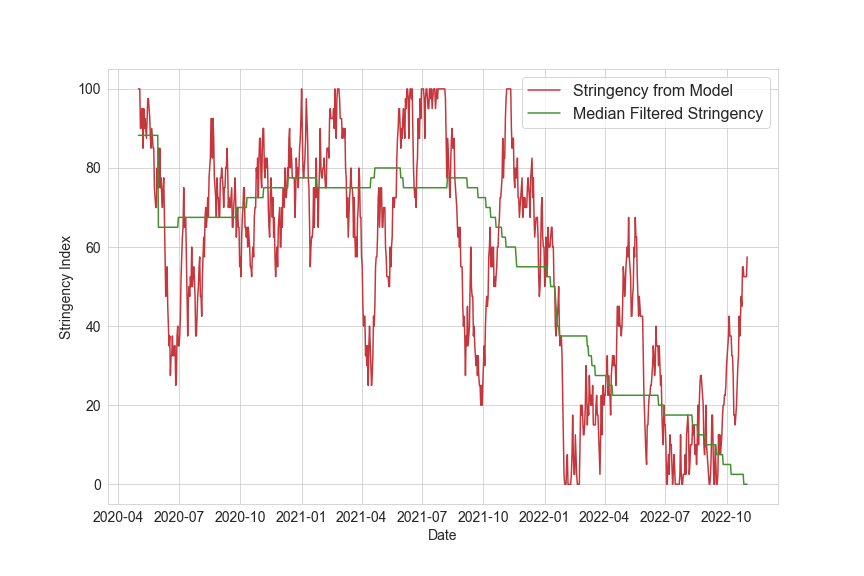 Stringency from Model
Median Filtered Stringency
100
80
60
40
20
0
Stringency Index
2020-04 2020-07 2020-10 2021-01 2021-04 2021-07 2021-10 2022-01 2022-04 2022-07 2022-10
Date